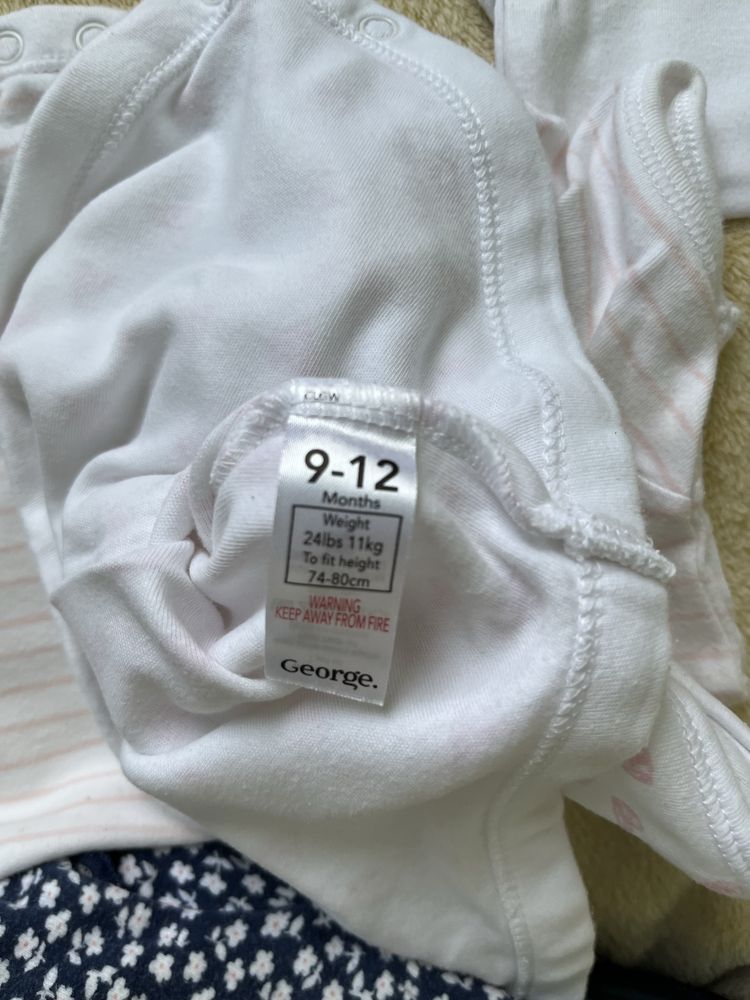 9-12
Months
Weight
24lbs 11kg
To fit height
74-80cm
WARNING
KEEP AWAY FROM FIRE
George.